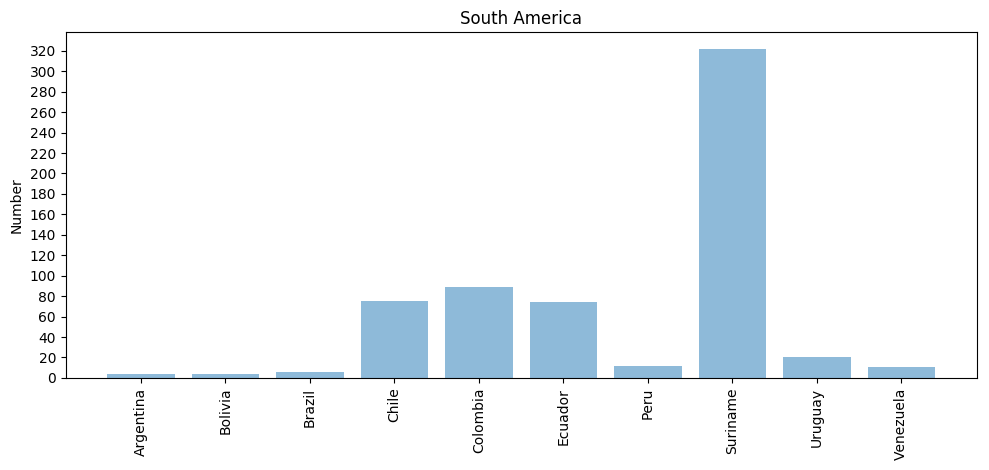 South America
Number
320
300
280
260
240
220
200
180
160
140
120
100
80
60
40
20
0
Argentina
Bolivia
Brazil
Chile
Colombia
Ecuador
Peru
Suriname
Uruguay
Venezuela